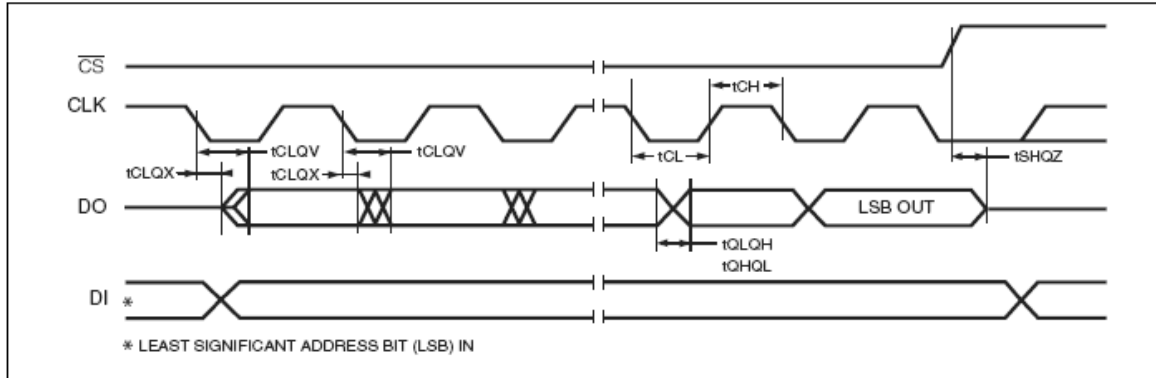 CS
CLK
tCH
tCLQV
tCLQV
tCL
tSHQZ
tCLQX
tCLQX
DO
LSB OUT
tQLQH
tQHQL
DI
*
* LEAST SIGNIFICANT ADDRESS BIT (LSB) IN